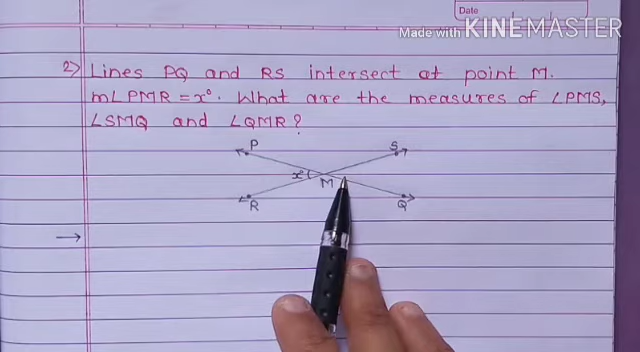 Date
Made with KINEMASTER
2) Lines PQ and RS intersect at point M.
m∠PMR = x°. What are the measures of ∠PMS,
∠SMQ and ∠QMR?
P
S
x°
M
R
Q
→